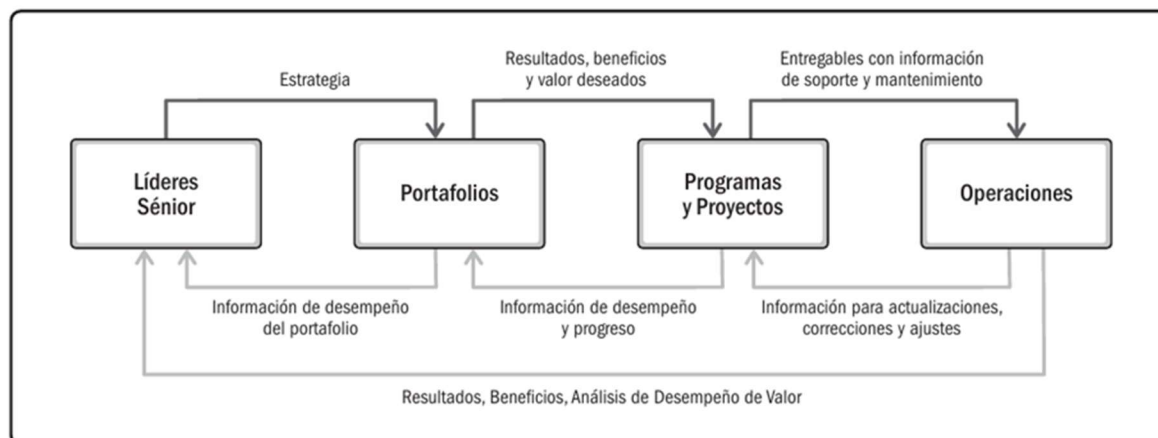 Resultados, beneficios
y valor deseados
Entregables con información
de soporte y mantenimiento
Estrategia
Líderes
Sénior
Portafolios
Programas
y Proyectos
Operaciones
Información de desempeño
del portafolio
Información de desempeño
y progreso
Información para actualizaciones,
correcciones y ajustes
Resultados, Beneficios, Análisis de Desempeño de Valor